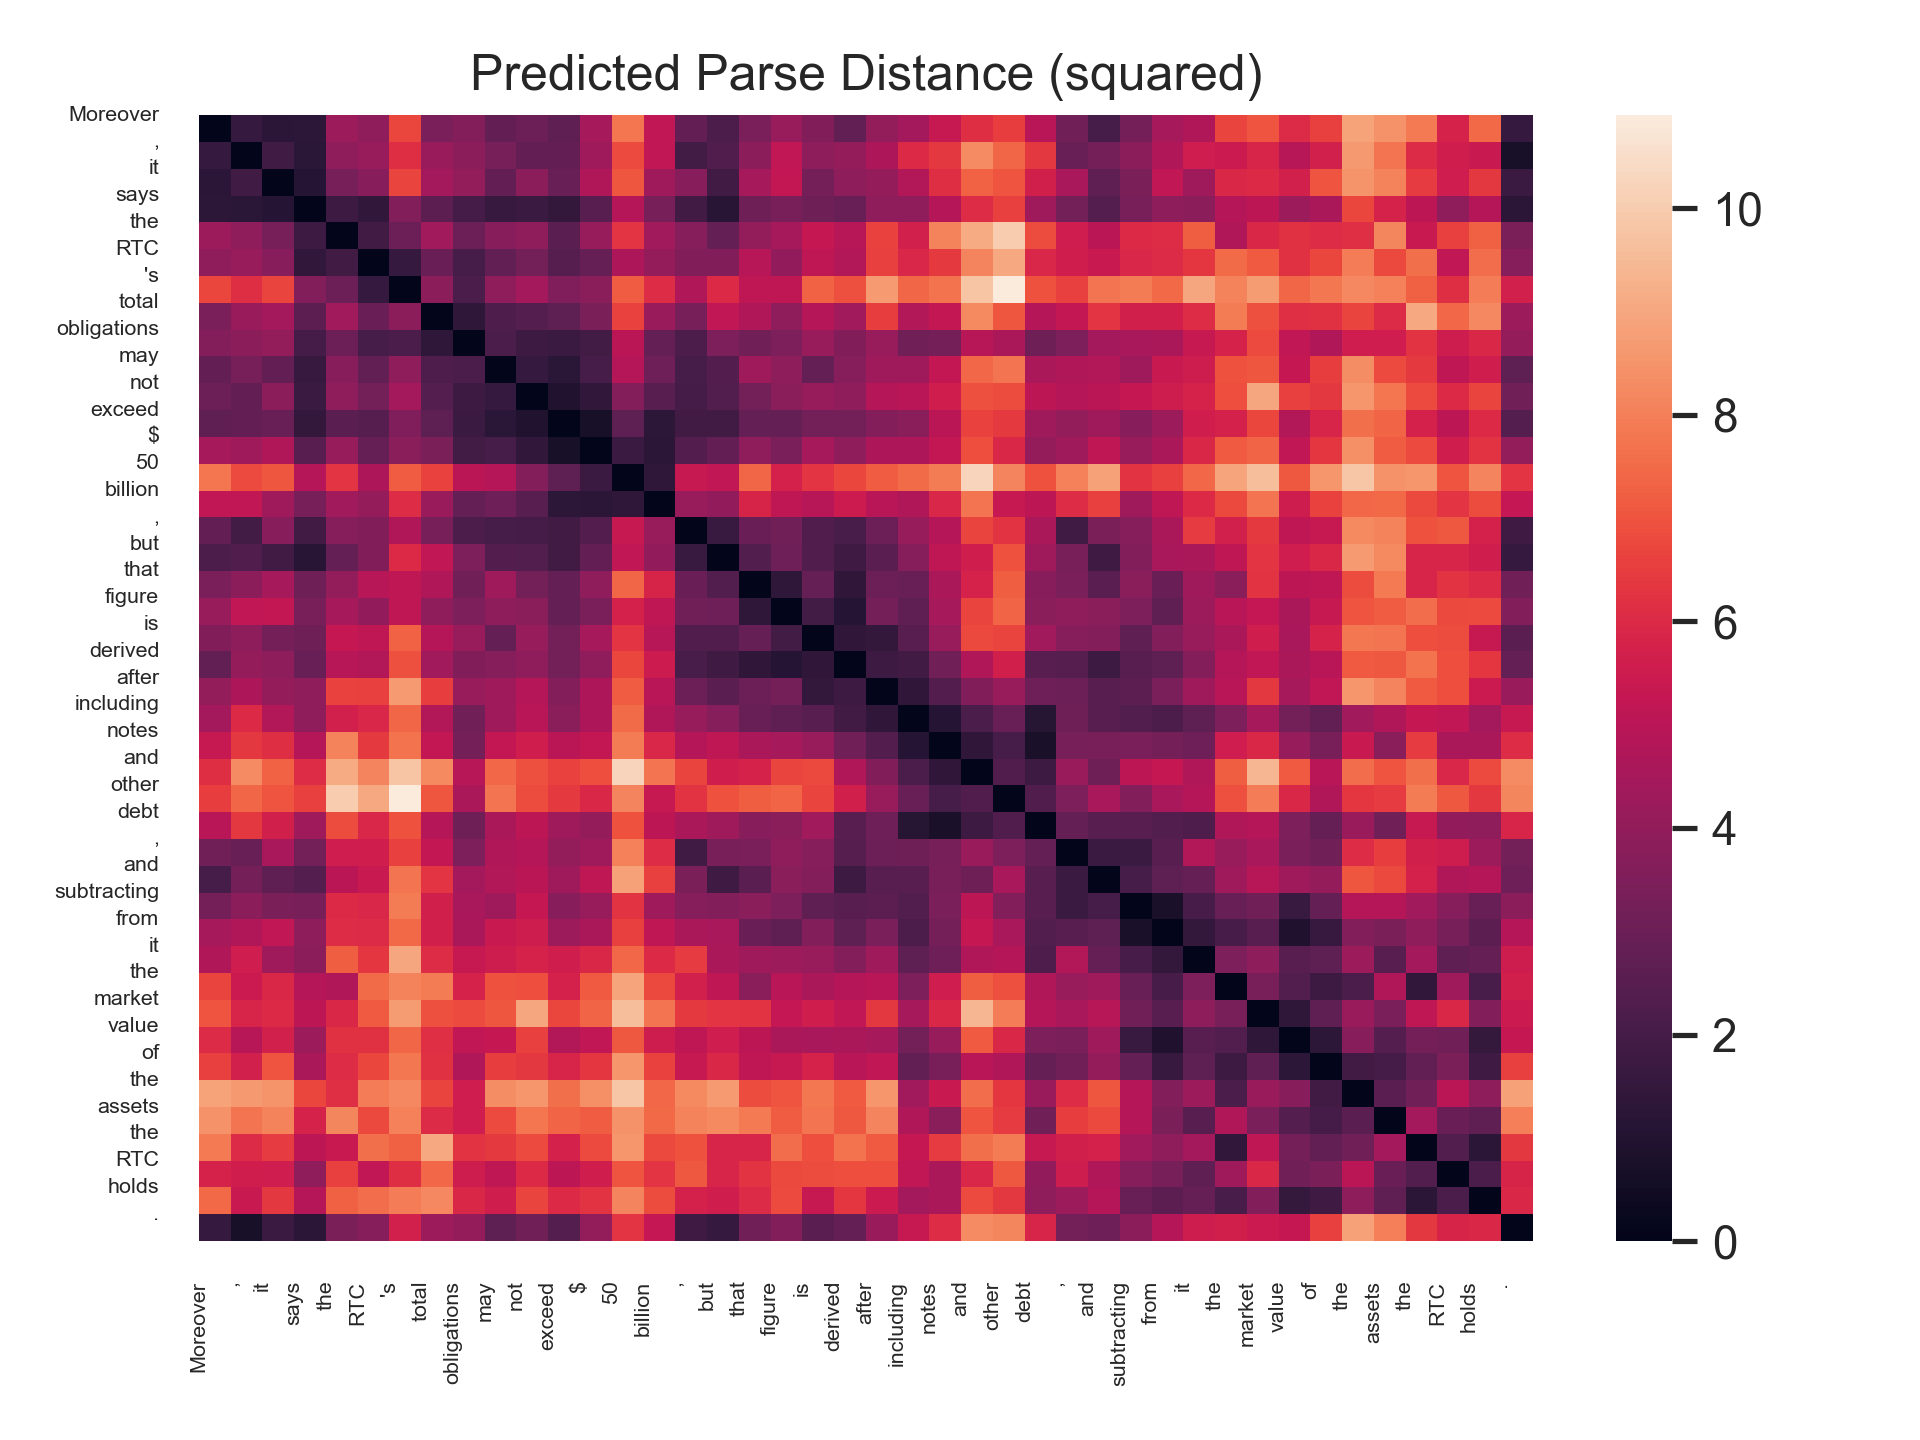 Predicted Parse Distance (squared)
Moreover
,
it
says
the
RTC
's
total
obligations
may
not
exceed
$
50
billion
,
but
that
figure
is
derived
after
including
notes
and
other
debt
,
and
subtracting
from
it
the
market
value
of
the
assets
the
RTC
holds
.
10
8
6
4
2
0
Moreover
,
it
says
the
RTC
's
total
obligations
may
not
exceed
$
50
billion
,
but
that
figure
is
derived
after
including
notes
and
other
debt
,
and
subtracting
from
it
the
market
value
of
the
assets
the
RTC
holds
.